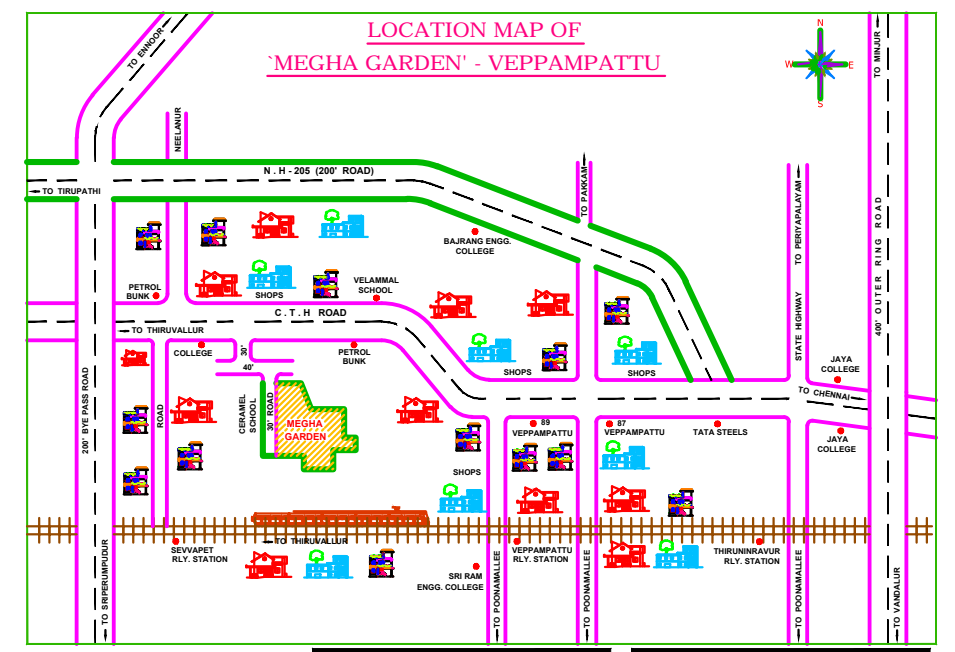 LOCATION MAP OF
`MEGHA GARDEN' - VEPPAMPATTU
N
W
E
S
TO ENNOOR
TO MINJUR
NEELANUR
N . H - 205 (200' ROAD)
TO TIRUPATHI
TO PAKKAM
TO PERIYAPALAYAM
STATE HIGHWAY
400' OUTER RING ROAD
BAJRANG ENGG.
COLLEGE
PETROL
BUNK
SHOPS
VELAMMAL
SCHOOL
C . T . H ROAD
TO THIRUVALLUR
COLLEGE
30'
40'
PETROL
BUNK
SHOPS
SHOPS
JAYA
COLLEGE
TO CHENNAI
200' BYE PASS ROAD
ROAD
CERAMEL
SCHOOL
30' ROAD
MEGHA
GARDEN
89
VEPPAMPATTU
87
VEPPAMPATTU
TATA STEELS
JAYA
COLLEGE
SHOPS
TO THIRUVALLUR
SEVVAPET
RLY. STATION
VEPPAMPATTU
RLY. STATION
THIRUNINRAVUR
RLY. STATION
SRI RAM
ENGG. COLLEGE
TO SRIPERUMPUDUR
TO POONAMALLEE
TO POONAMALLEE
TO POONAMALLEE
TO VANDALUR